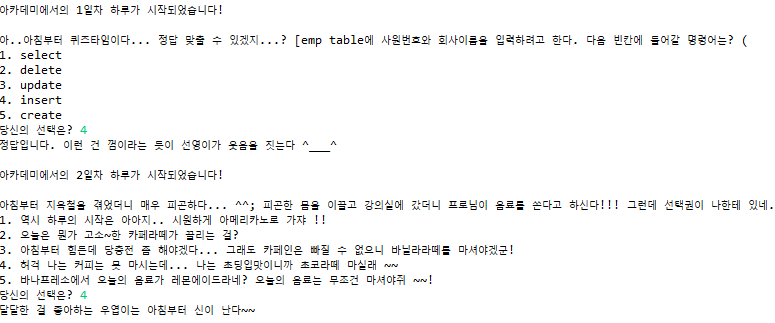 아카데미에서의 1일차 하루가 시작되었습니다!
아..아침부터 퀴즈타임이다... 정답 맞출 수 있겠지...? [emp table에 사원번호와 회사이름을 입력하려고 한다. 다음 빈칸에 들어갈 명령어는? (
1. select
2. delete
3. update
4. insert
5. create
당신의 선택은? 4
정답입니다. 이런 건 껌이라는 듯이 선영이가 웃음을 짓는다 ^___^
아카데미에서의 2일차 하루가 시작되었습니다!
아침부터 지옥철을 겪었더니 매우 피곤하다... ^^; 피곤한 몸을 이끌고 강의실에 갔더니 프로님이 음료를 쏜다고 하신다!!! 그런데 선택권이 나한테 있네.
1. 역시 하루의 시작은 아아지.. 시원하게 아메리카노로 가쟈 !!
2. 오늘은 뭔가 고소~한 카페라떼가 끌리는 걸?
3. 아침부터 힘든데 당충전 좀 해야겠다... 그래도 카페인은 빠질 수 없으니 바닐라라떼를 마셔야겠군!
4. 허걱 나는 커피는 못 마시는데... 나는 초딩입맛이니까 초코라떼 마실래 ~~
5. 바나프레소에서 오늘의 음료가 레몬에이드라네? 오늘의 음료는 무조건 마셔야쥐 ~~!
당신의 선택은? 4
달달한 걸 좋아하는 우엽이는 아침부터 신이 난다~~